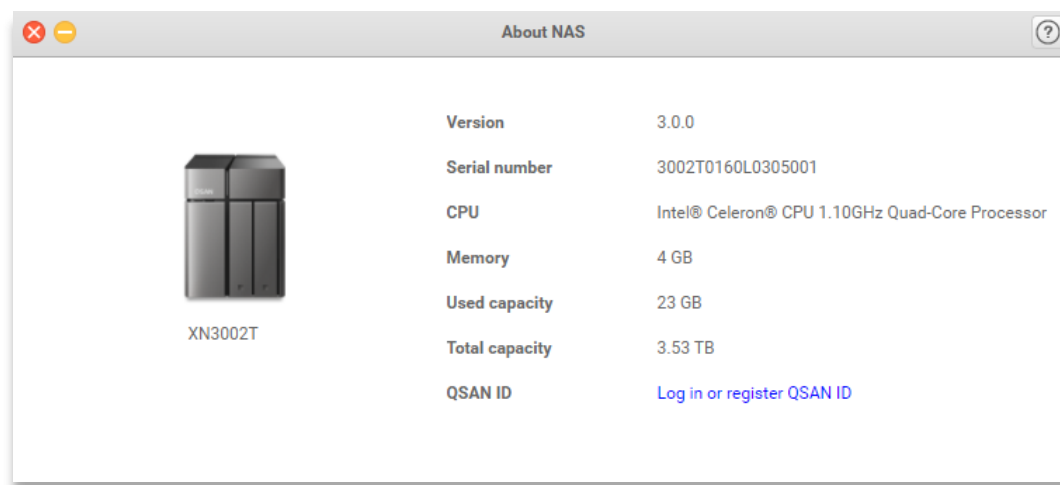 About NAS
Version 3.0.0
Serial number 3002T0160L0305001
CPU Intel® Celeron® CPU 1.10GHz Quad-Core Processor
Memory 4 GB
Used capacity 23 GB
XN3002T
Total capacity 3.53 TB
QSAN ID Log in or register QSAN ID